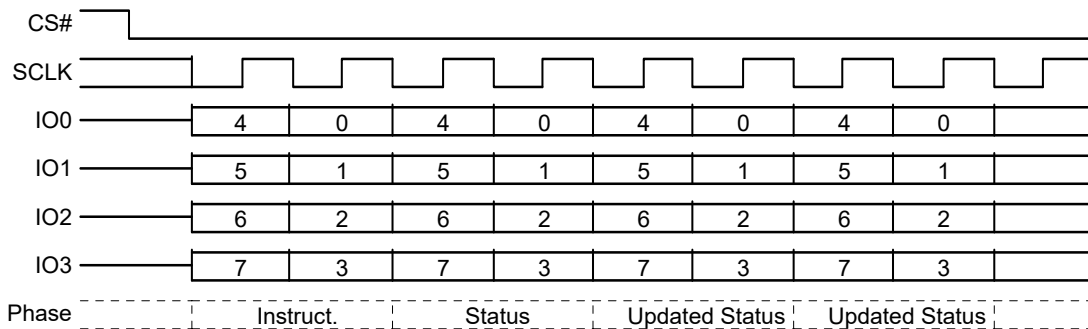 CS#
SCLK
IO0 4 0 4 0 4 0 4 0
IO1 5 1 5 1 5 1 5 1
IO2 6 2 6 2 6 2 6 2
IO3 7 3 7 3 7 3 7 3
Phase Instruct. Status Updated Status Updated Status